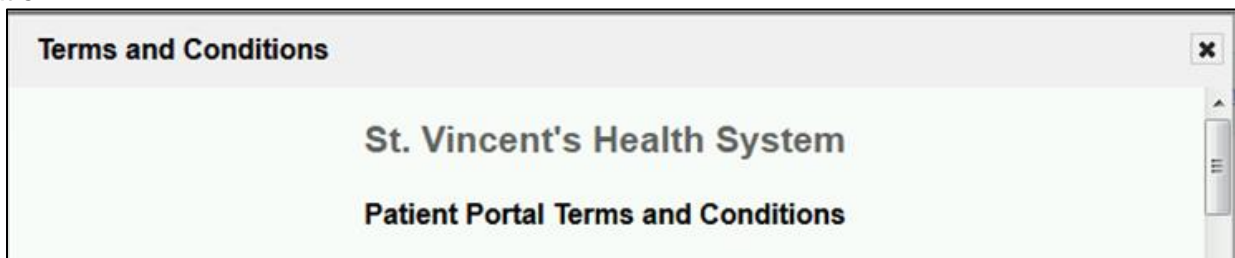 Terms and Conditions
St. Vincent's Health System
Patient Portal Terms and Conditions